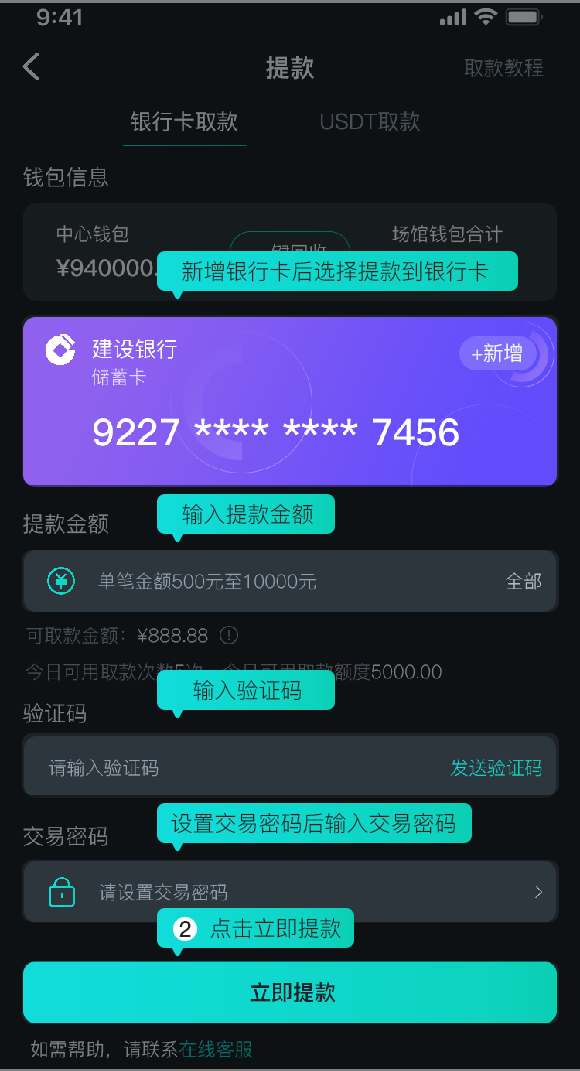 9:41
提款
取款教程
银行卡取款
USDT取款
钱包信息
中心钱包
场馆钱包合计
¥940000.
新增银行卡后选择提款到银行卡
建设银行
+新增
储蓄卡
9227 **** **** 7456
输入提款金额
提款金额
单笔金额500元至10000元
全部
可取款金额：¥888.88
今日可用取款次数5次，今日可用取款额度5000.00
输入验证码
验证码
请输入验证码
发送验证码
设置交易密码后输入交易密码
交易密码
请设置交易密码
2 点击立即提款
立即提款
如需帮助，请联系在线客服